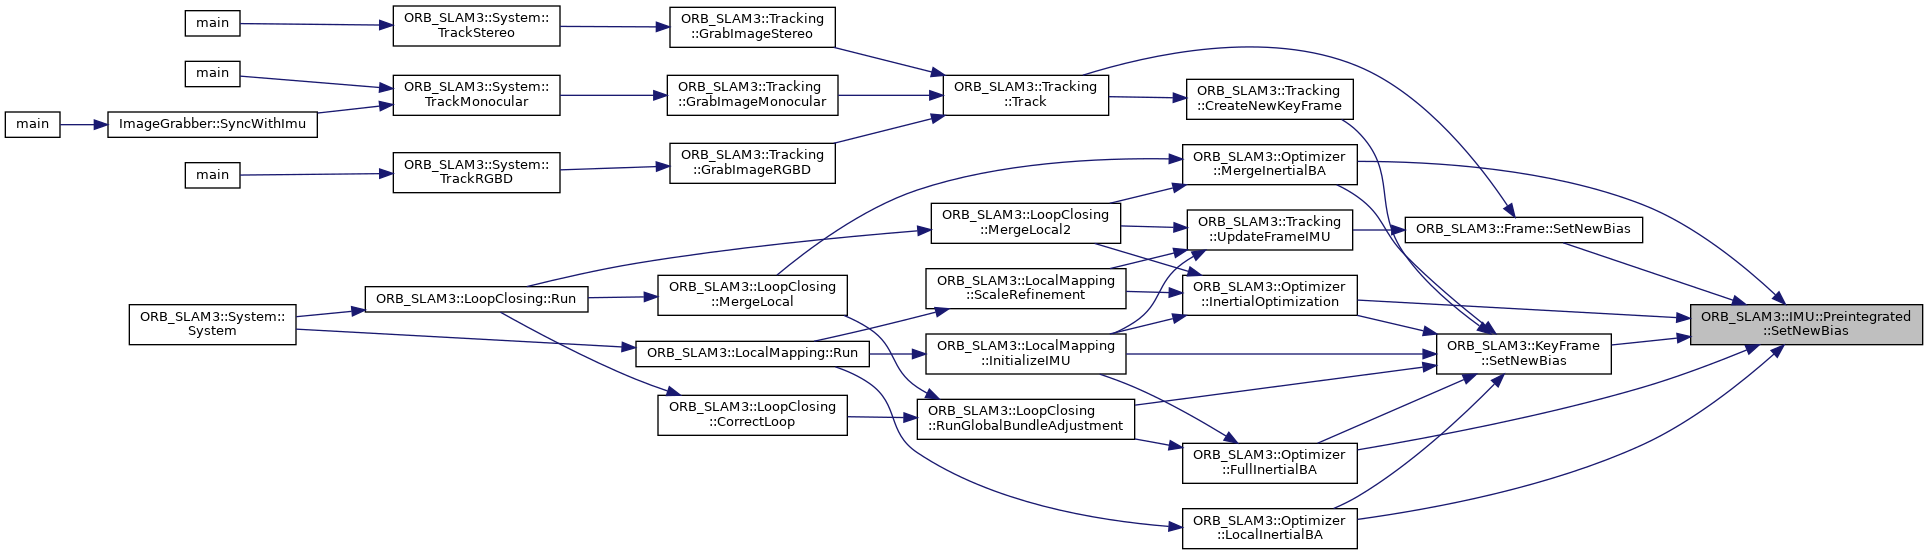 main
ORB_SLAM3::System::
TrackStereo
ORB_SLAM3::Tracking
::GrabImageStereo
main
ORB_SLAM3::System::
TrackMonocular
ORB_SLAM3::Tracking
::GrabImageMonocular
ORB_SLAM3::Tracking
::Track
ORB_SLAM3::Tracking
::CreateNewKeyFrame
main
ImageGrabber::SyncWithImu
main
ORB_SLAM3::System::
TrackRGBD
ORB_SLAM3::Tracking
::GrabImageRGBD
ORB_SLAM3::Optimizer
::MergeInertialBA
ORB_SLAM3::LoopClosing
::MergeLocal2
ORB_SLAM3::Tracking
::UpdateFrameIMU
ORB_SLAM3::Frame::SetNewBias
ORB_SLAM3::LoopClosing::Run
ORB_SLAM3::LoopClosing
::MergeLocal
ORB_SLAM3::LocalMapping
::ScaleRefinement
ORB_SLAM3::Optimizer
::InertialOptimization
ORB_SLAM3::System::
System
ORB_SLAM3::IMU::Preintegrated
::SetNewBias
ORB_SLAM3::LocalMapping::Run
ORB_SLAM3::LocalMapping
::InitializeIMU
ORB_SLAM3::KeyFrame
::SetNewBias
ORB_SLAM3::LoopClosing
::CorrectLoop
ORB_SLAM3::LoopClosing
::RunGlobalBundleAdjustment
ORB_SLAM3::Optimizer
::FullInertialBA
ORB_SLAM3::Optimizer
::LocalInertialBA